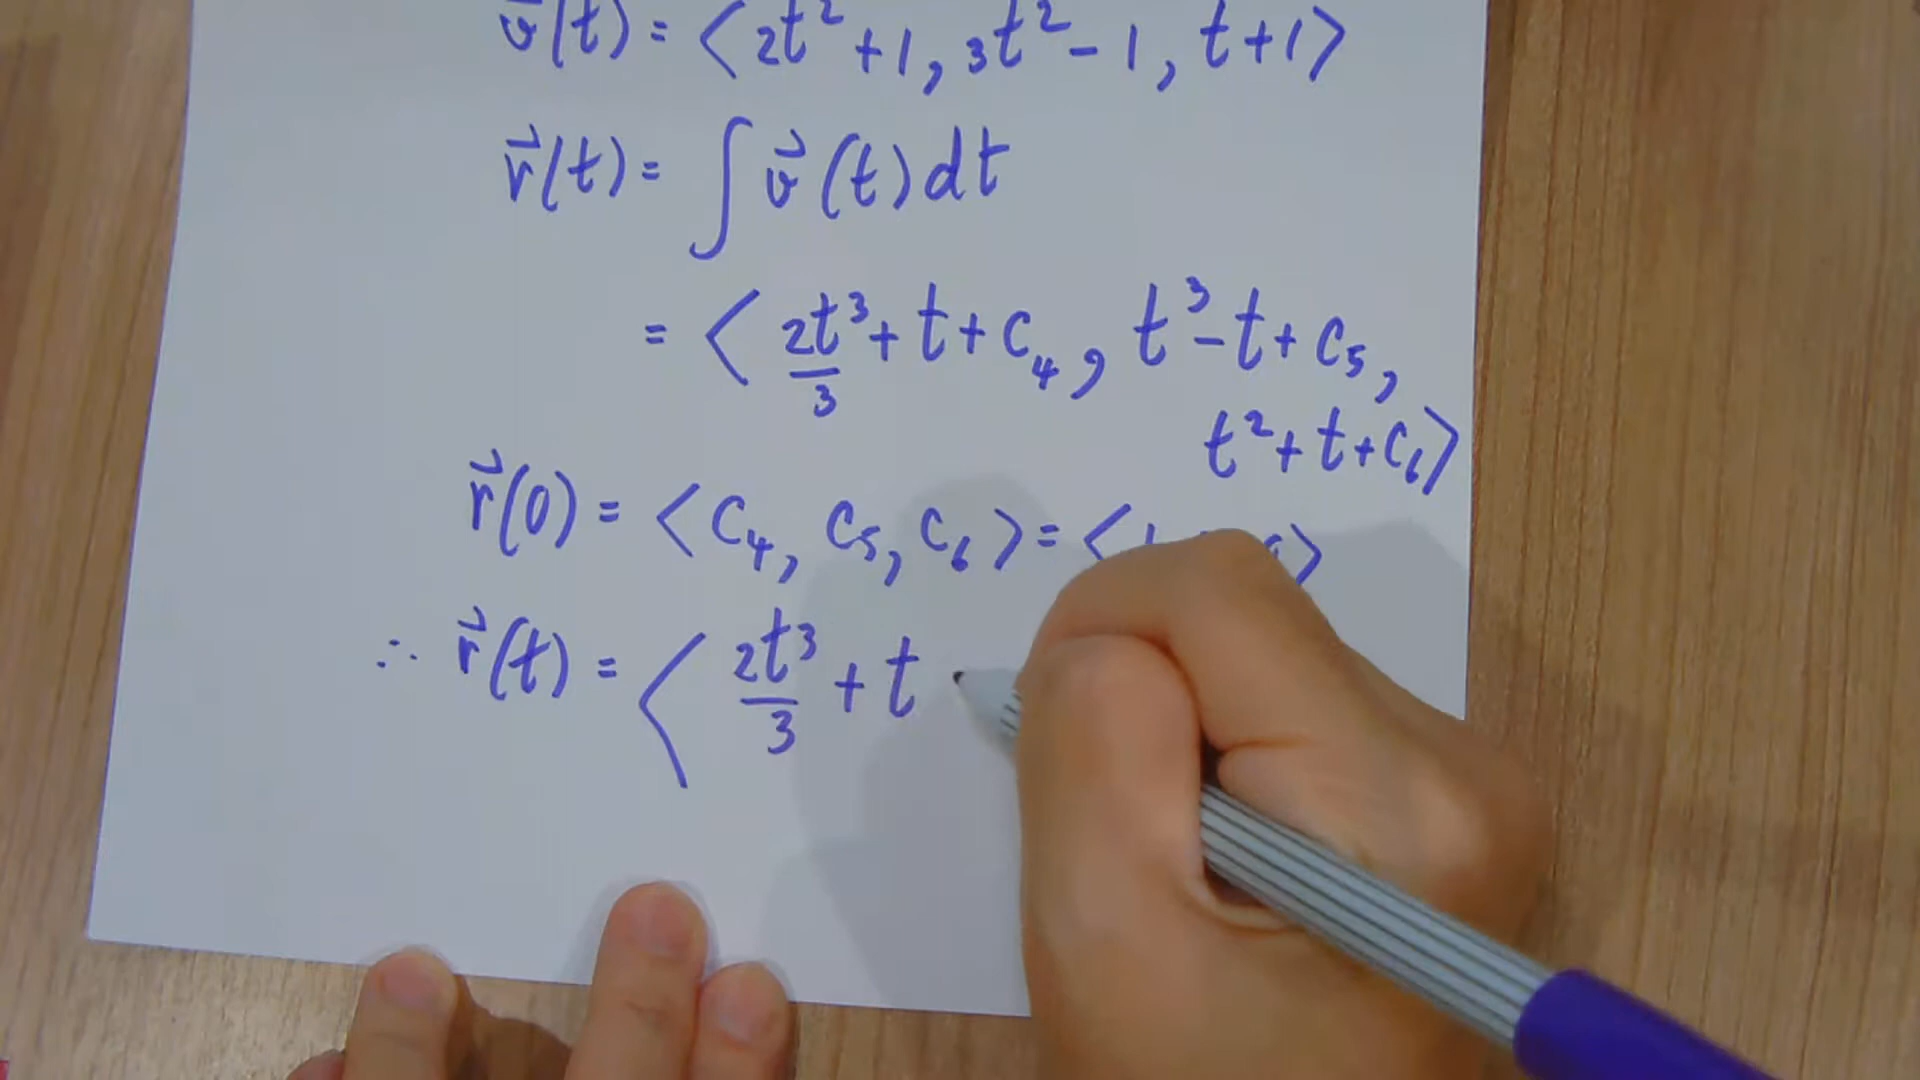 v⃗(t) = ⟨2t²+1, 3t²-1, t+1⟩
r⃗(t) = ∫ v⃗(t) dt
= ⟨ 2t³/3 + t + C₄, t³-t+C₅,
t²+t+C₆⟩
r⃗(0) = ⟨C₄, C₅, C₆⟩ = ⟨ ⟩
∴ r⃗(t) = ⟨ 2t³/3 + t